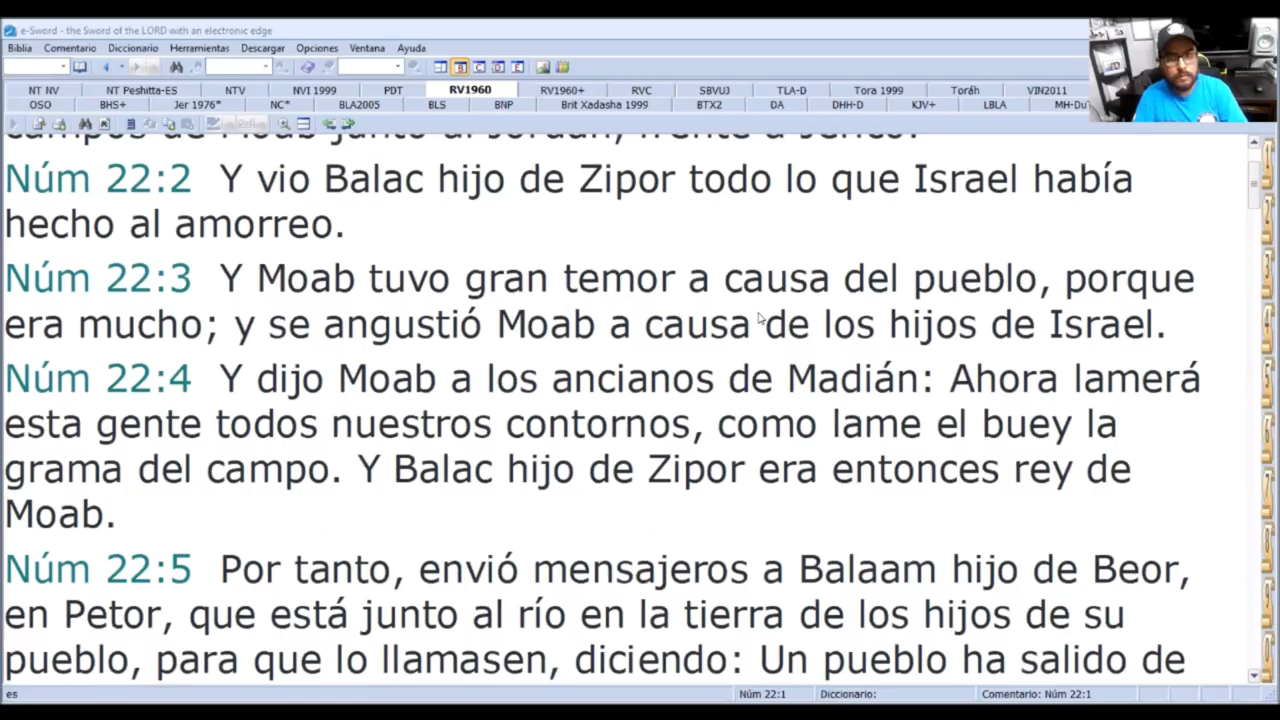 e-Sword - the Sword of the LORD with an electronic edge
Biblia Comentario Diccionario Herramientas Descargar Opciones Ventana Ayuda
NT NV NT Peshitta-ES NTV NVI 1999 PDT RV1960 RV1960+ RVC SBVUJ TLA-D Tora 1999 Toráh VIN2011
OSO BHS+ Jer 1976* NC* BLA2005 BLS BNP Brit Xadasha 1999 BTX2 DA DHH-D KJV+ LBLA
campos de Moab junto al Jordán, frente a Jericó.
Núm 22:2 Y vio Balac hijo de Zipor todo lo que Israel había
hecho al amorreo.
Núm 22:3 Y Moab tuvo gran temor a causa del pueblo, porque
era mucho; y se angustió Moab a causa de los hijos de Israel.
Núm 22:4 Y dijo Moab a los ancianos de Madián: Ahora lamerá
esta gente todos nuestros contornos, como lame el buey la
grama del campo. Y Balac hijo de Zipor era entonces rey de
Moab.
Núm 22:5 Por tanto, envió mensajeros a Balaam hijo de Beor,
en Petor, que está junto al río en la tierra de los hijos de su
pueblo, para que lo llamasen, diciendo: Un pueblo ha salido de
es Núm 22:1 Diccionario: Comentario: Núm 22:1